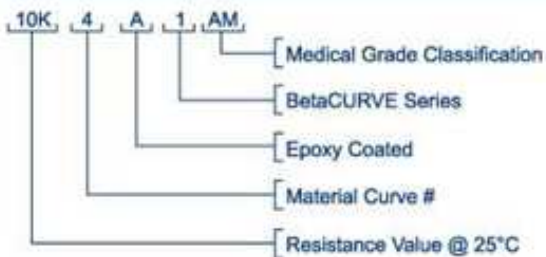 10K 4 A 1 AM
Medical Grade Classification
BetaCURVE Series
Epoxy Coated
Material Curve #
Resistance Value @ 25°C